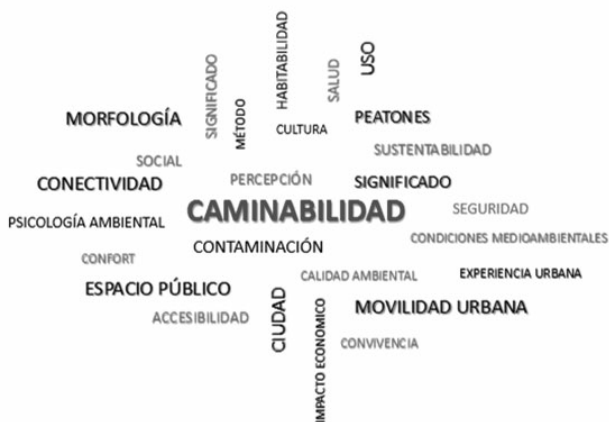 HABITABILIDAD
USO
SIGNIFICADO
SALUD
MÉTODO
MORFOLOGÍA
PEATONES
CULTURA
SUSTENTABILIDAD
SOCIAL
PERCEPCIÓN
CONECTIVIDAD
SIGNIFICADO
CAMINABILIDAD
SEGURIDAD
PSICOLOGÍA AMBIENTAL
CONDICIONES MEDIOAMBIENTALES
CONTAMINACIÓN
CONFORT
CALIDAD AMBIENTAL
EXPERIENCIA URBANA
ESPACIO PÚBLICO
MOVILIDAD URBANA
ACCESIBILIDAD
CIUDAD
IMPACTO ECONOMICO
CONVIVENCIA